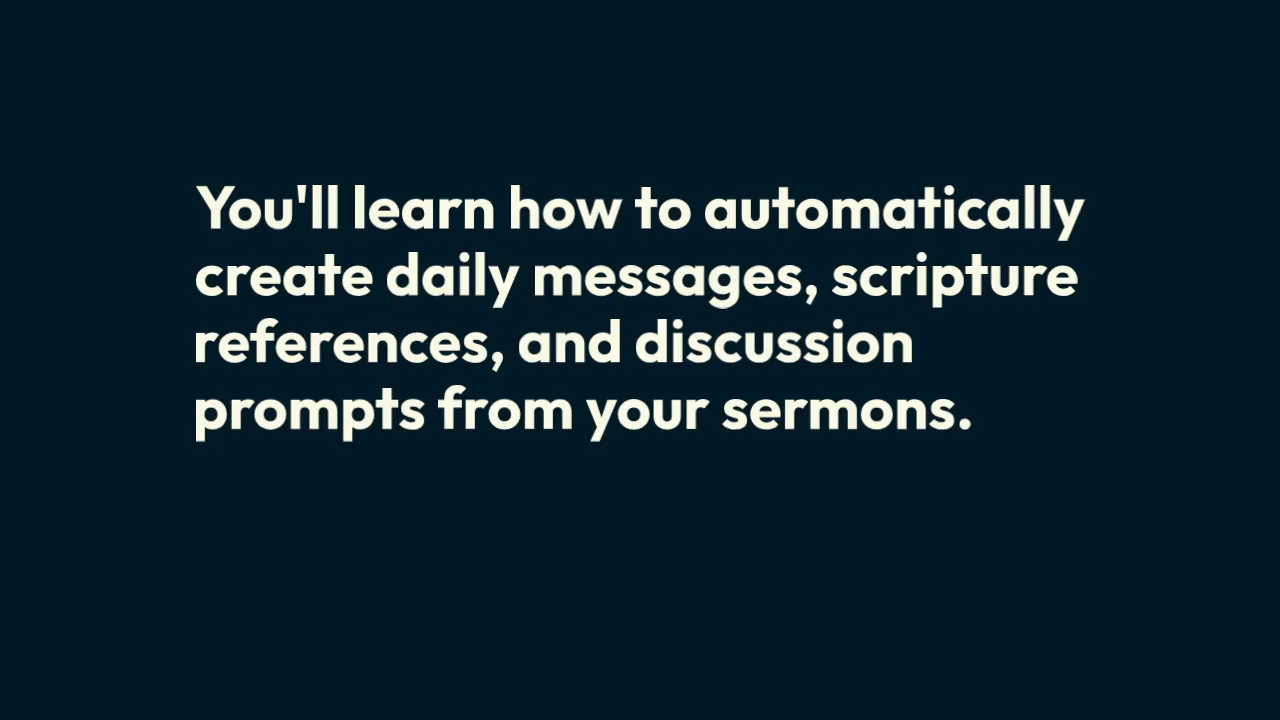 You'll learn how to automatically
create daily messages, scripture
references, and discussion
prompts from your sermons.